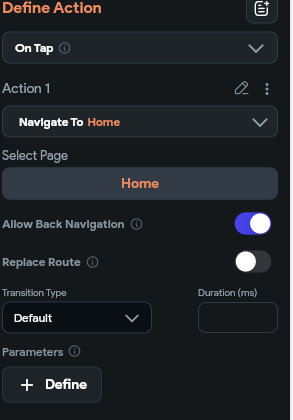 Define Action
On Tap
Action 1
Navigate To Home
Select Page
Home
Allow Back Navigation
Replace Route
Transition Type
Duration (ms)
Default
Parameters
+ Define